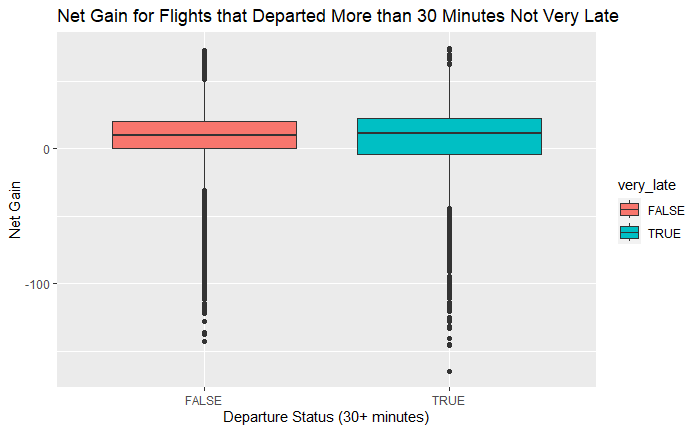 Net Gain for Flights that Departed More than 30 Minutes Not Very Late
0
-100
Net Gain
FALSE
TRUE
Departure Status (30+ minutes)
very_late
FALSE
TRUE